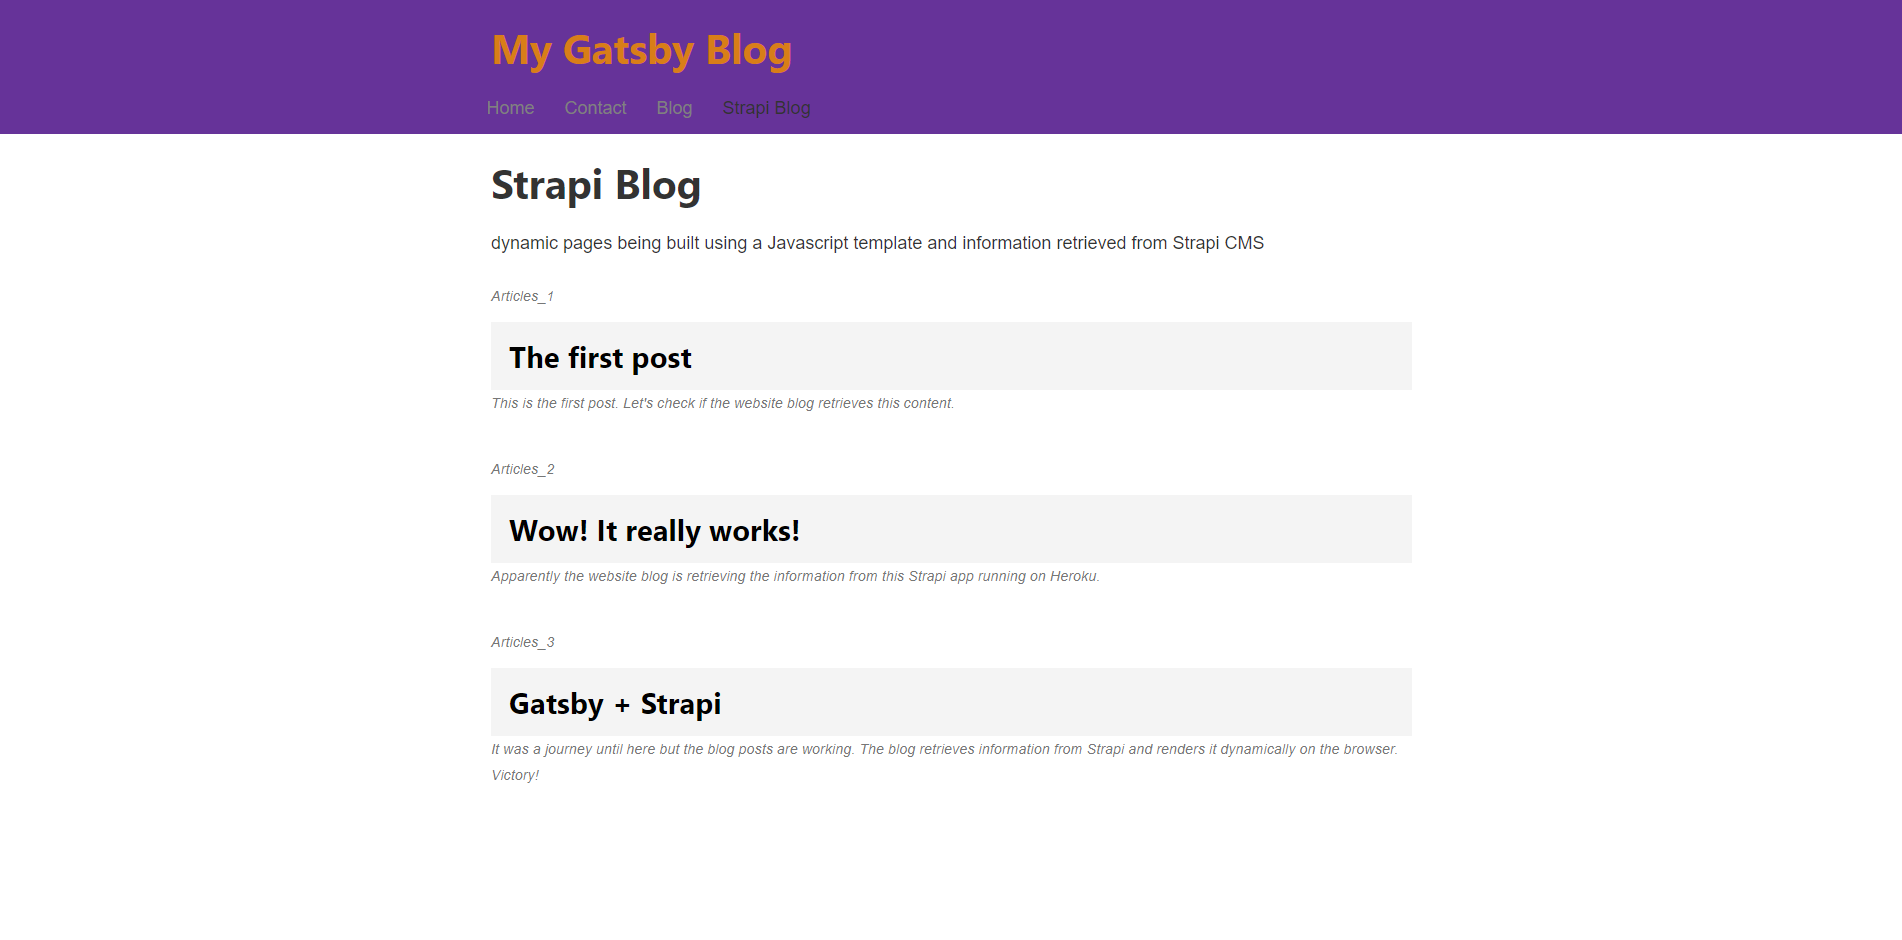 My Gatsby Blog
Home Contact Blog Strapi Blog
Strapi Blog
dynamic pages being built using a Javascript template and information retrieved from Strapi CMS
Articles_1
The first post
This is the first post. Let's check if the website blog retrieves this content.
Articles_2
Wow! It really works!
Apparently the website blog is retrieving the information from this Strapi app running on Heroku.
Articles_3
Gatsby + Strapi
It was a journey until here but the blog posts are working. The blog retrieves information from Strapi and renders it dynamically on the browser.
Victory!